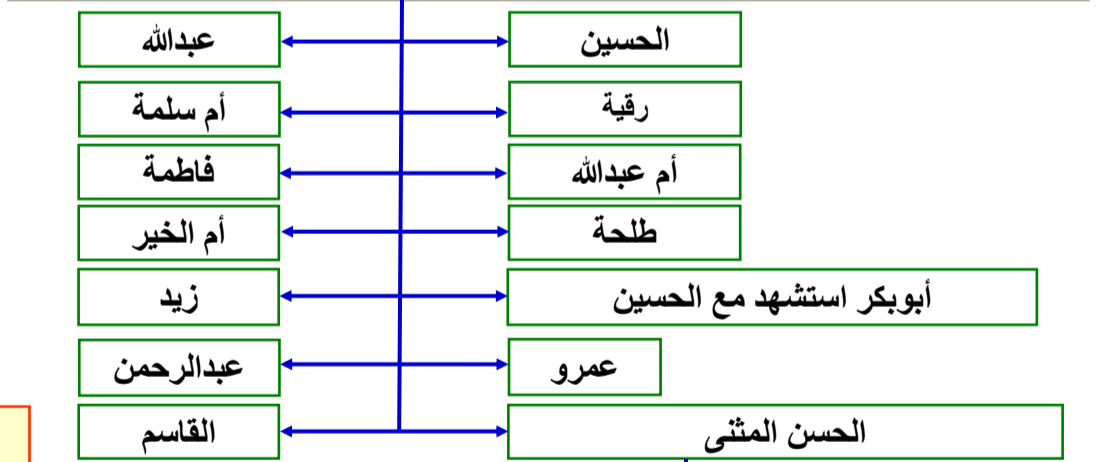 الحسين
عبدالله
رقية
أم سلمة
أم عبدالله
فاطمة
طلحة
أم الخير
أبوبكر استشهد مع الحسين
زيد
عمرو
عبدالرحمن
الحسن المثنى
القاسم